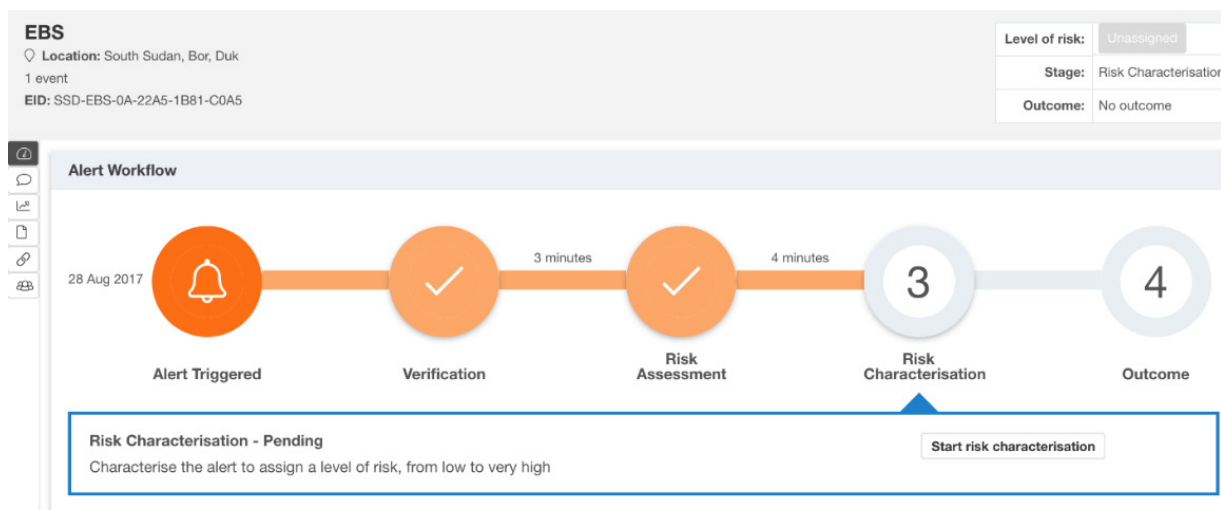 EBS
Location: South Sudan, Bor, Duk
1 event
EID: SSD-EBS-0A-22A5-1B81-C0A5
Level of risk: Unassigned
Stage: Risk Characterisation
Outcome: No outcome
Alert Workflow
28 Aug 2017
3 minutes
4 minutes
3
4
Alert Triggered
Verification
Risk
Assessment
Risk
Characterisation
Outcome
Risk Characterisation - Pending
Characterise the alert to assign a level of risk, from low to very high
Start risk characterisation